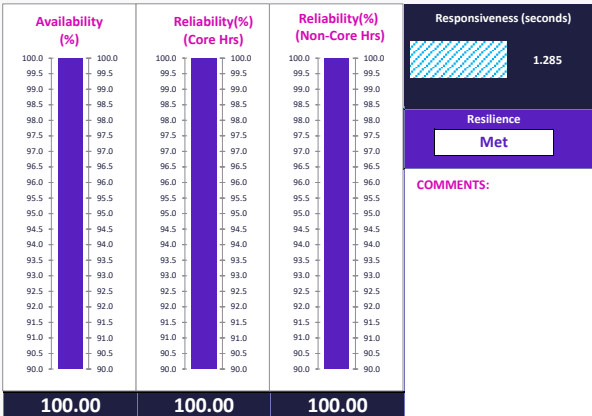 Availability
(%)
Reliability(%)
(Core Hrs)
Reliability(%)
(Non-Core Hrs)
Responsiveness (seconds)
1.285
Resilience
Met
COMMENTS:
100.0 100.0 100.0 100.0 100.0 100.0
99.5 99.5 99.5 99.5 99.5 99.5
99.0 99.0 99.0 99.0 99.0 99.0
98.5 98.5 98.5 98.5 98.5 98.5
98.0 98.0 98.0 98.0 98.0 98.0
97.5 97.5 97.5 97.5 97.5 97.5
97.0 97.0 97.0 97.0 97.0 97.0
96.5 96.5 96.5 96.5 96.5 96.5
96.0 96.0 96.0 96.0 96.0 96.0
95.5 95.5 95.5 95.5 95.5 95.5
95.0 95.0 95.0 95.0 95.0 95.0
94.5 94.5 94.5 94.5 94.5 94.5
94.0 94.0 94.0 94.0 94.0 94.0
93.5 93.5 93.5 93.5 93.5 93.5
93.0 93.0 93.0 93.0 93.0 93.0
92.5 92.5 92.5 92.5 92.5 92.5
92.0 92.0 92.0 92.0 92.0 92.0
91.5 91.5 91.5 91.5 91.5 91.5
91.0 91.0 91.0 91.0 91.0 91.0
90.5 90.5 90.5 90.5 90.5 90.5
90.0 90.0 90.0 90.0 90.0 90.0
100.00 100.00 100.00